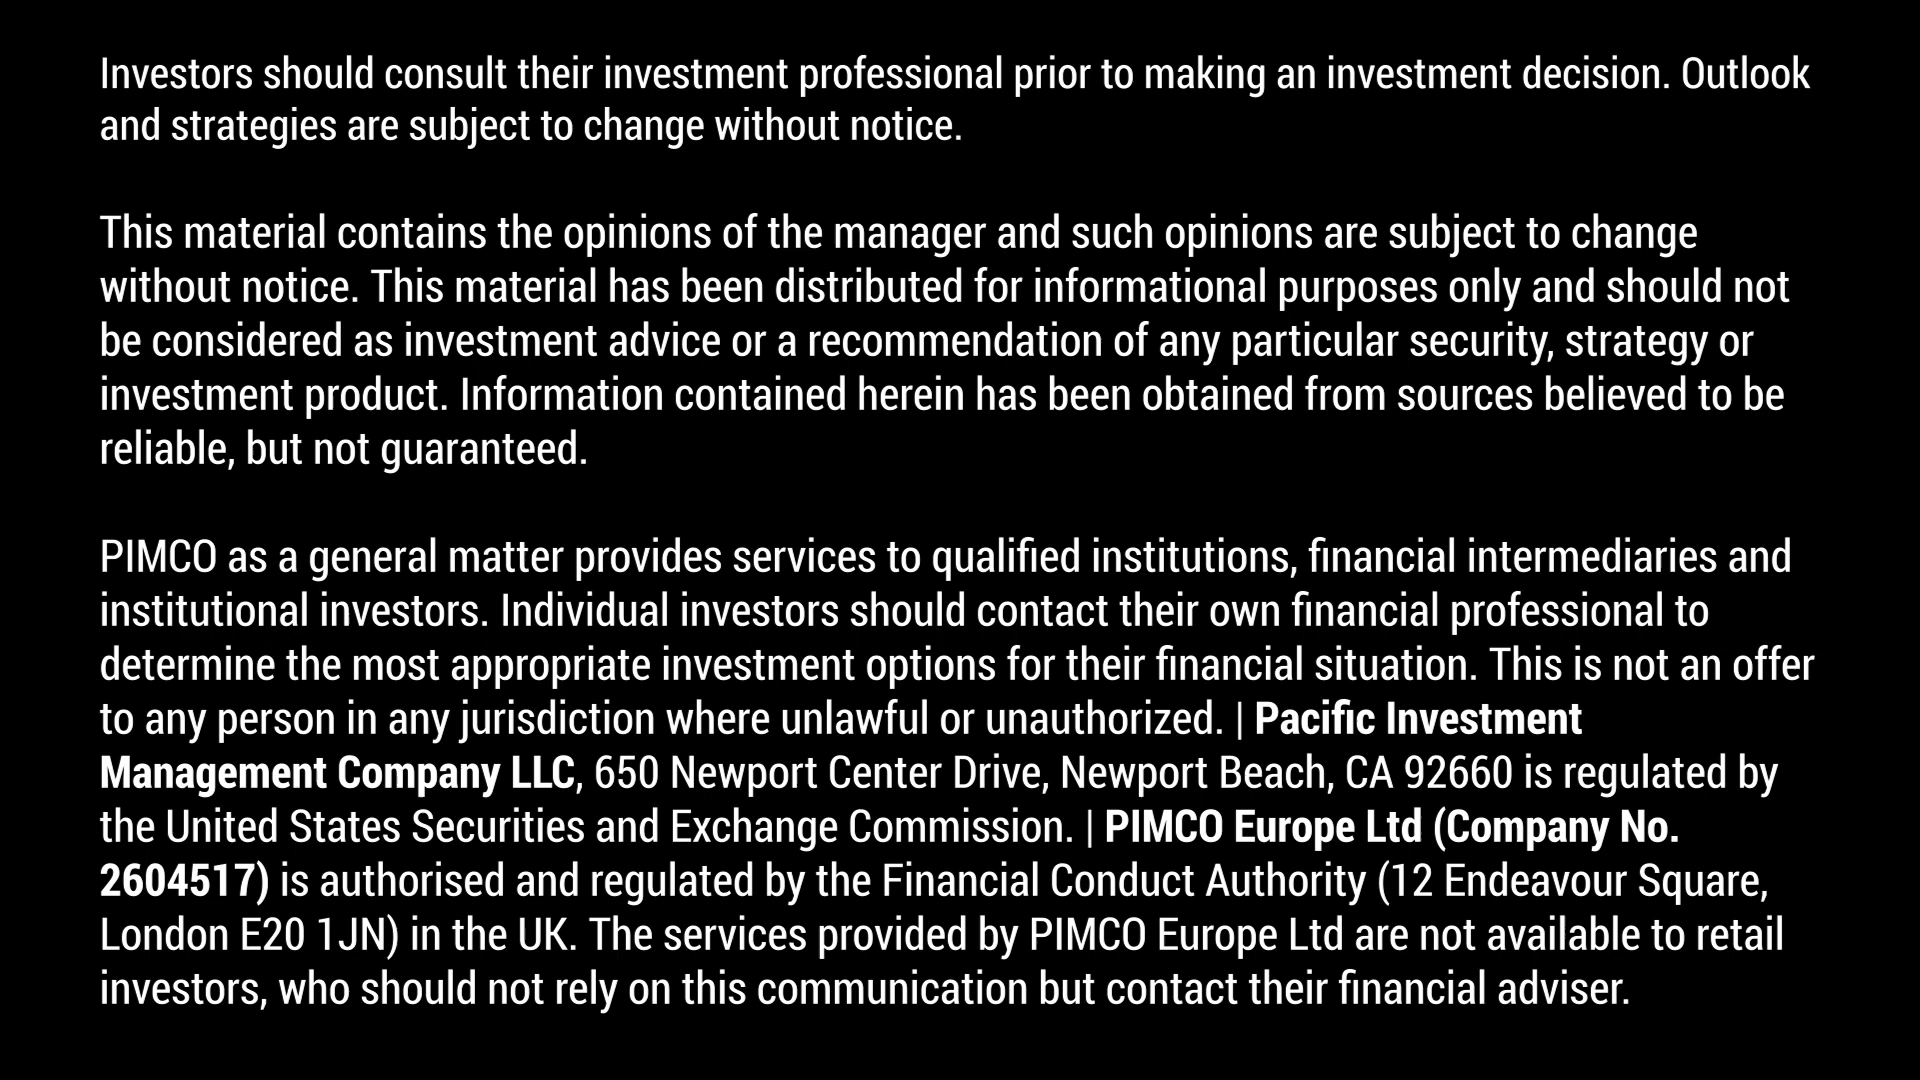 Investors should consult their investment professional prior to making an investment decision. Outlook
and strategies are subject to change without notice.
This material contains the opinions of the manager and such opinions are subject to change
without notice. This material has been distributed for informational purposes only and should not
be considered as investment advice or a recommendation of any particular security, strategy or
investment product. Information contained herein has been obtained from sources believed to be
reliable, but not guaranteed.
PIMCO as a general matter provides services to qualified institutions, financial intermediaries and
institutional investors. Individual investors should contact their own financial professional to
determine the most appropriate investment options for their financial situation. This is not an offer
to any person in any jurisdiction where unlawful or unauthorized. | Pacific Investment
Management Company LLC, 650 Newport Center Drive, Newport Beach, CA 92660 is regulated by
the United States Securities and Exchange Commission. | PIMCO Europe Ltd (Company No.
2604517) is authorised and regulated by the Financial Conduct Authority (12 Endeavour Square,
London E20 1JN) in the UK. The services provided by PIMCO Europe Ltd are not available to retail
investors, who should not rely on this communication but contact their financial adviser.